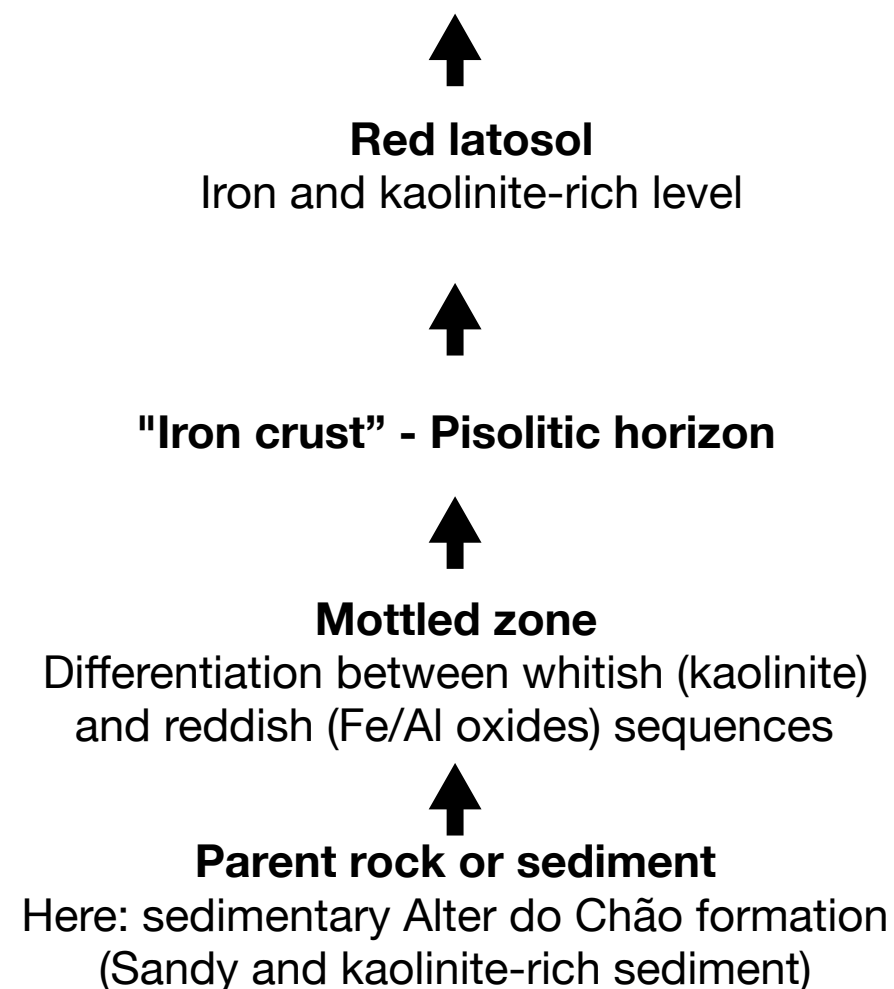 Red latosol
Iron and kaolinite-rich level
"Iron crust” - Pisolitic horizon
Mottled zone
Differentiation between whitish (kaolinite)
and reddish (Fe/Al oxides) sequences
Parent rock or sediment
Here: sedimentary Alter do Chão formation
(Sandy and kaolinite-rich sediment)